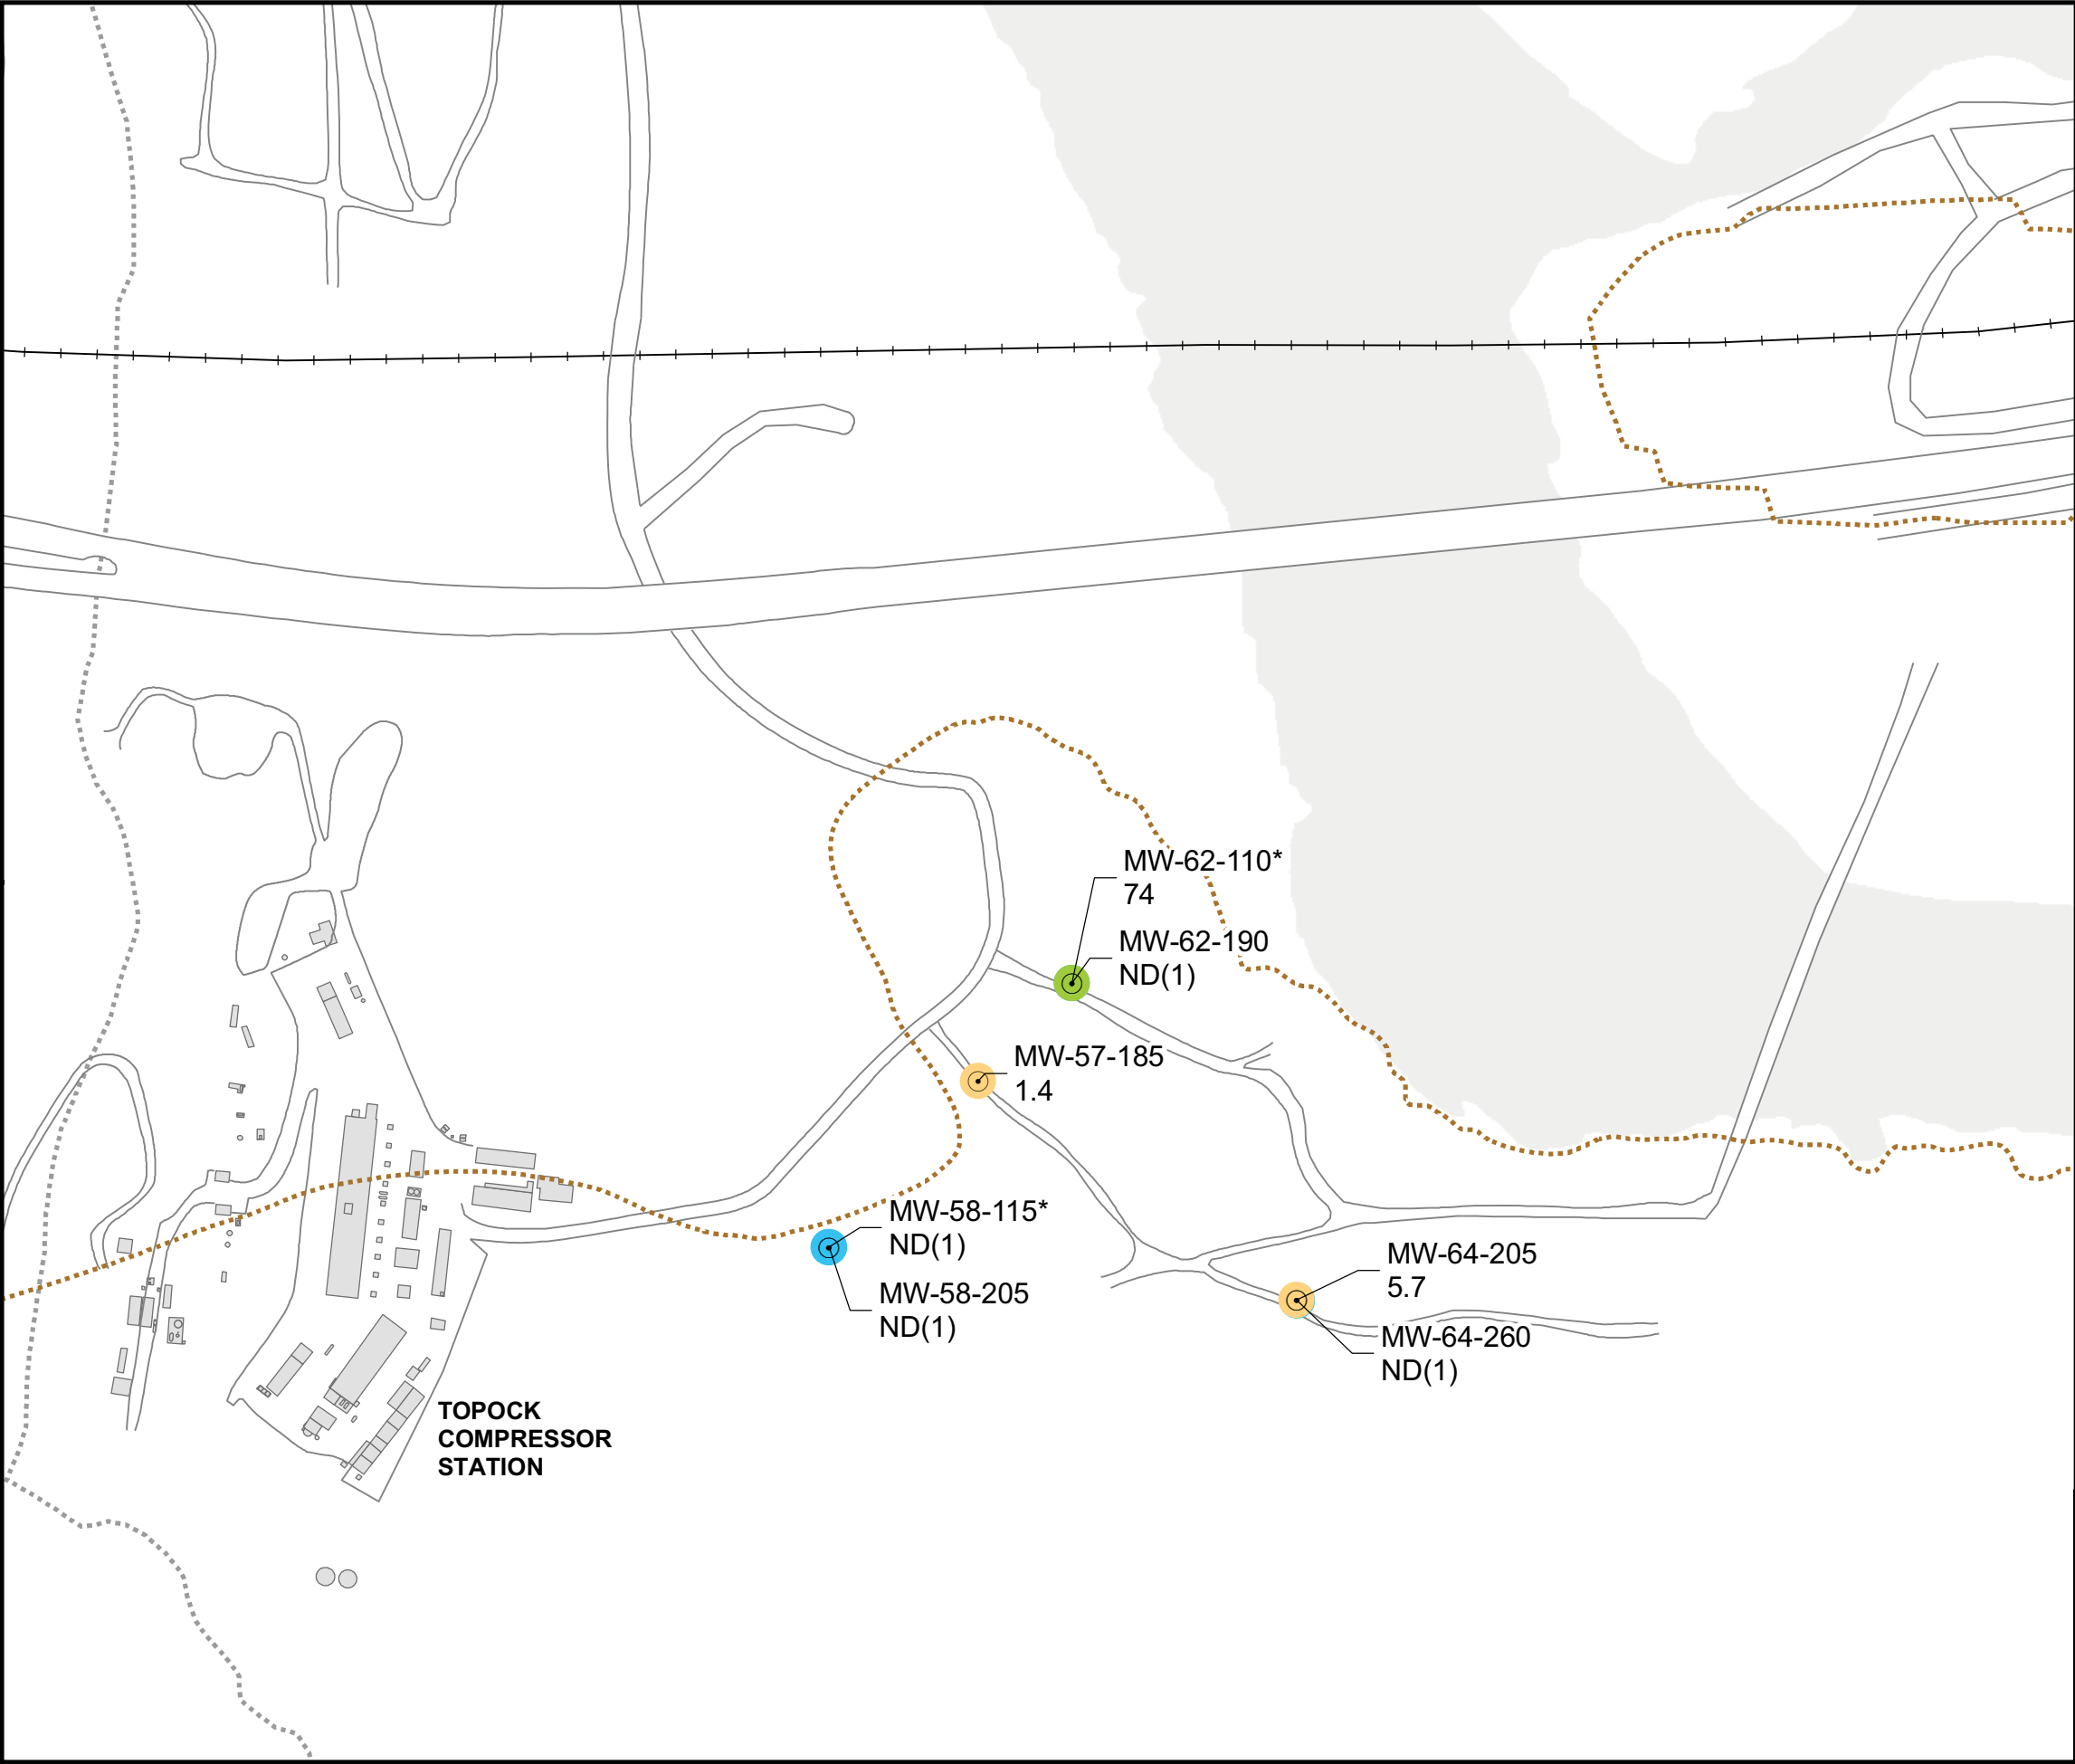 MW-62-110*
74
MW-62-190
ND(1)
MW-57-185
1.4
MW-58-115*
ND(1)
MW-58-205
ND(1)
MW-64-205
5.7
MW-64-260
ND(1)
TOPOCK
COMPRESSOR
STATION